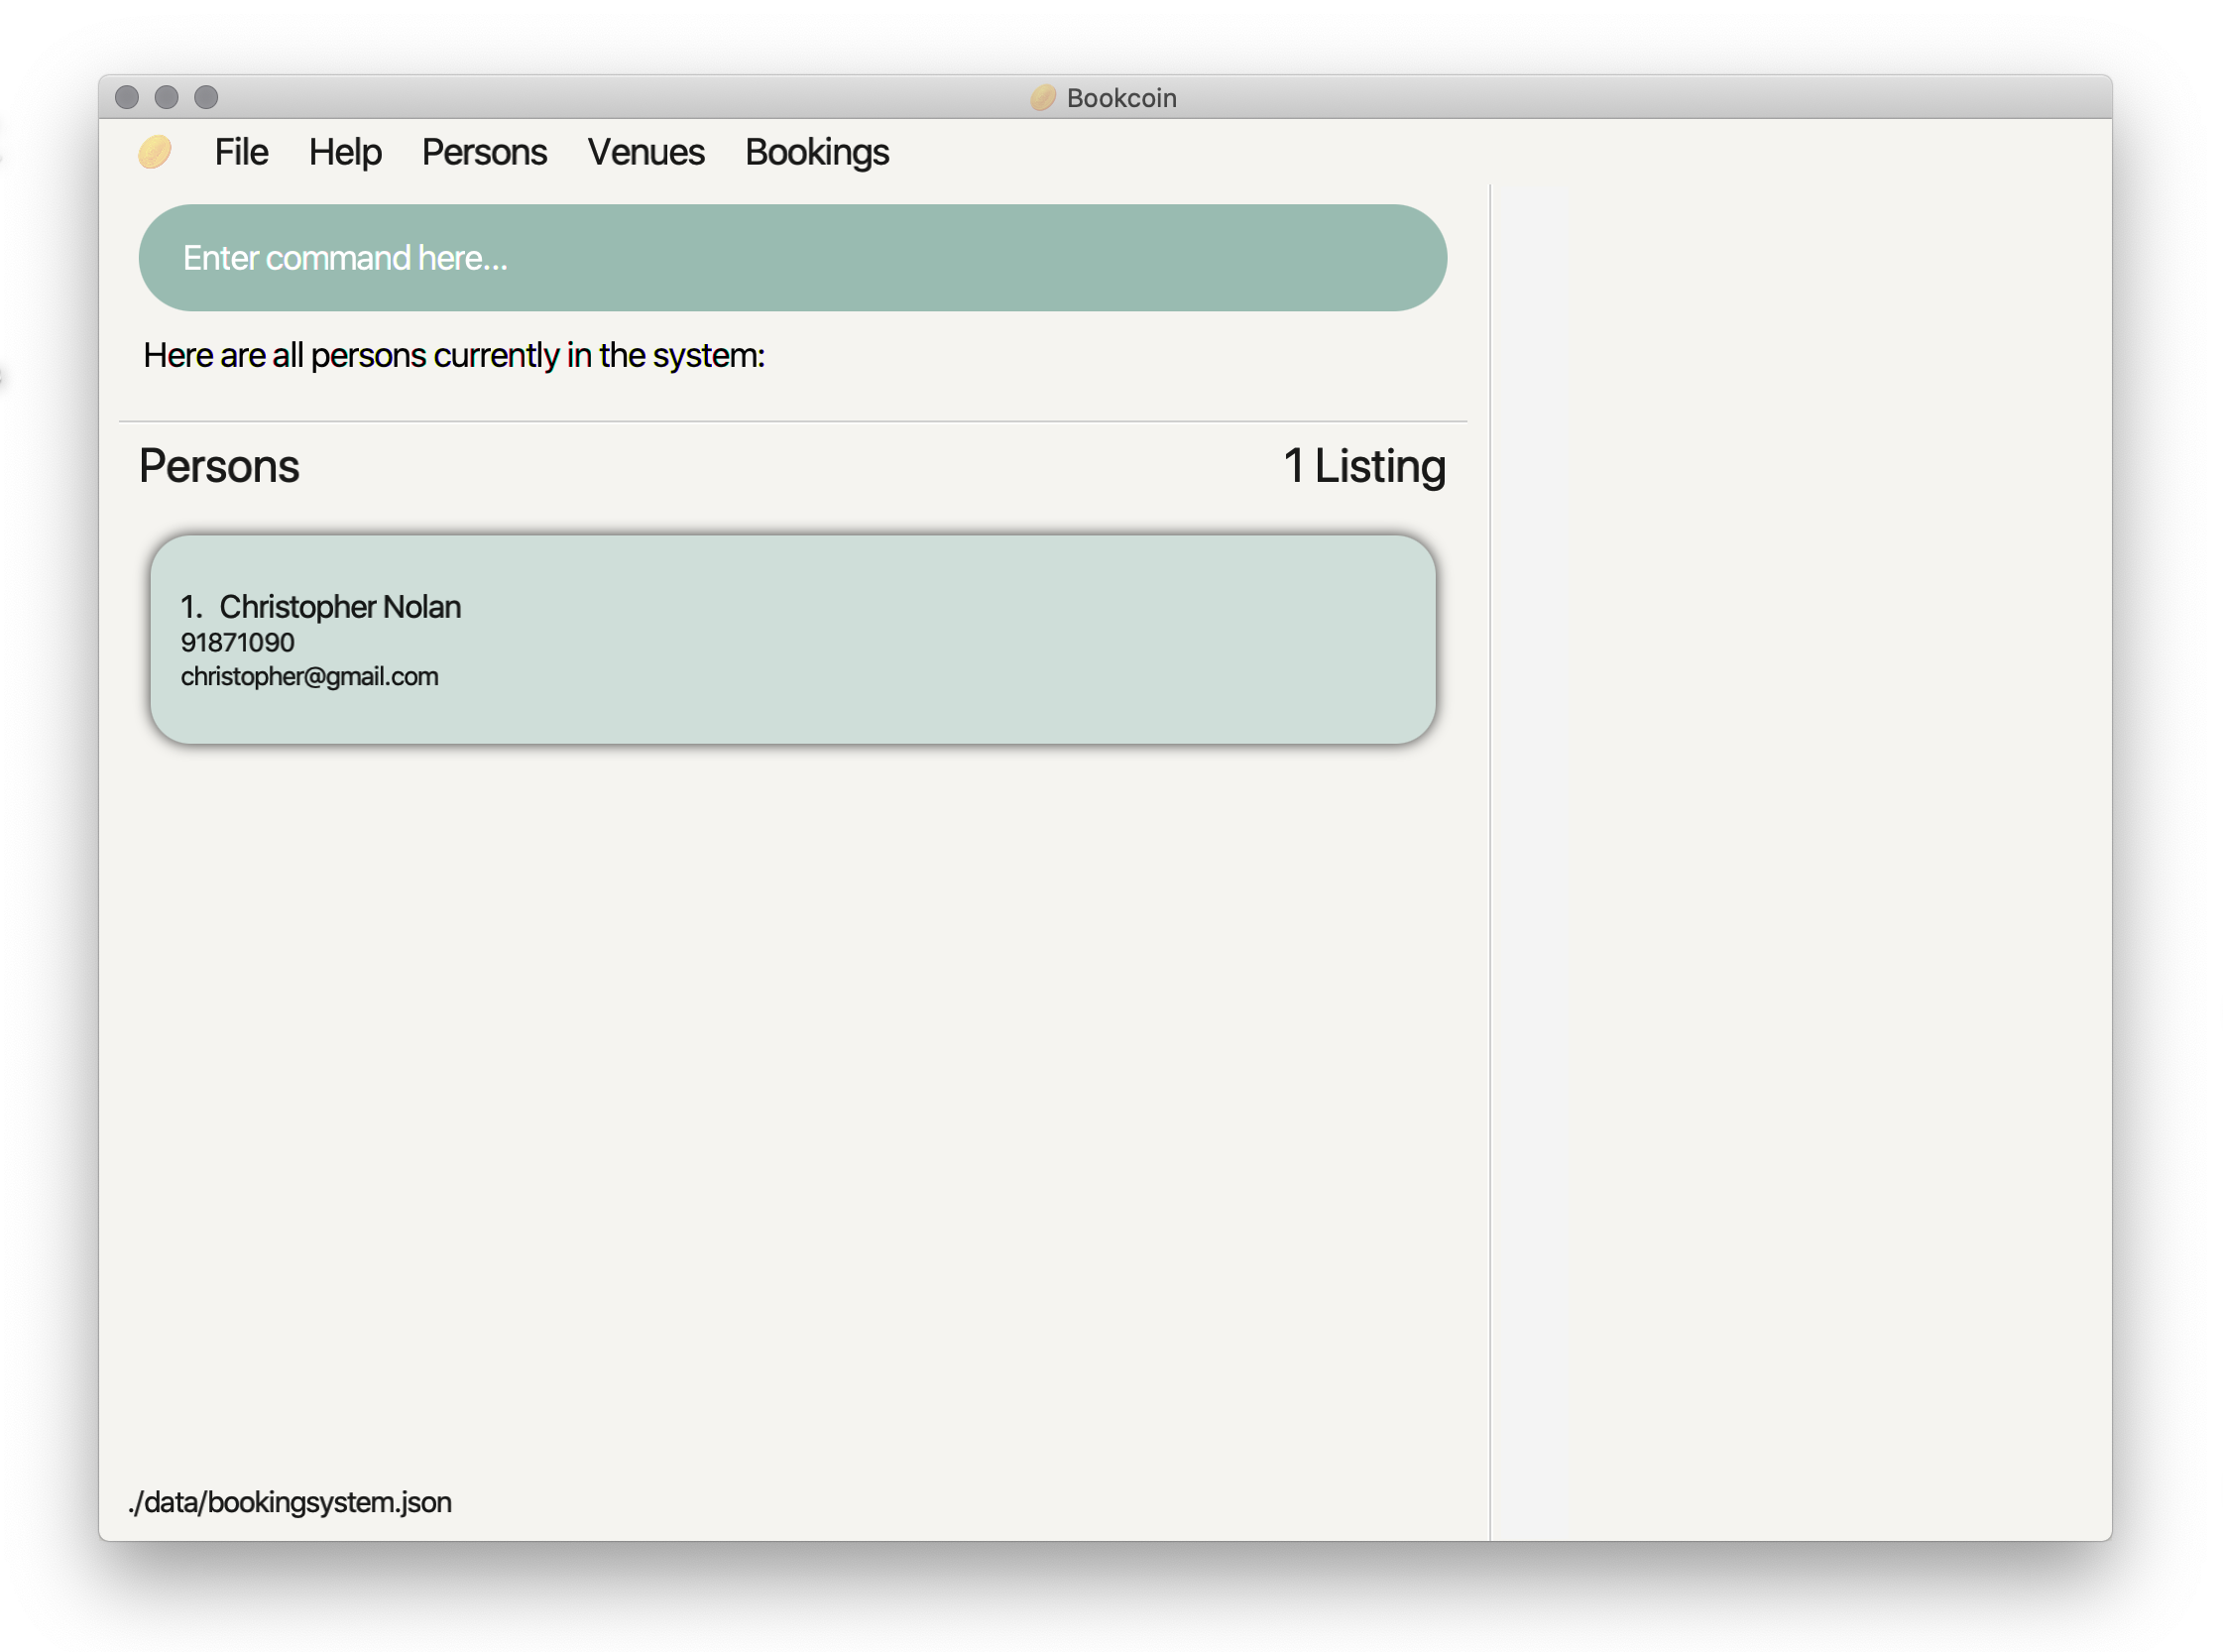 Bookcoin
File Help Persons Venues Bookings
Enter command here...
Here are all persons currently in the system:
Persons 1 Listing
1. Christopher Nolan
91871090
christopher@gmail.com
./data/bookingsystem.json